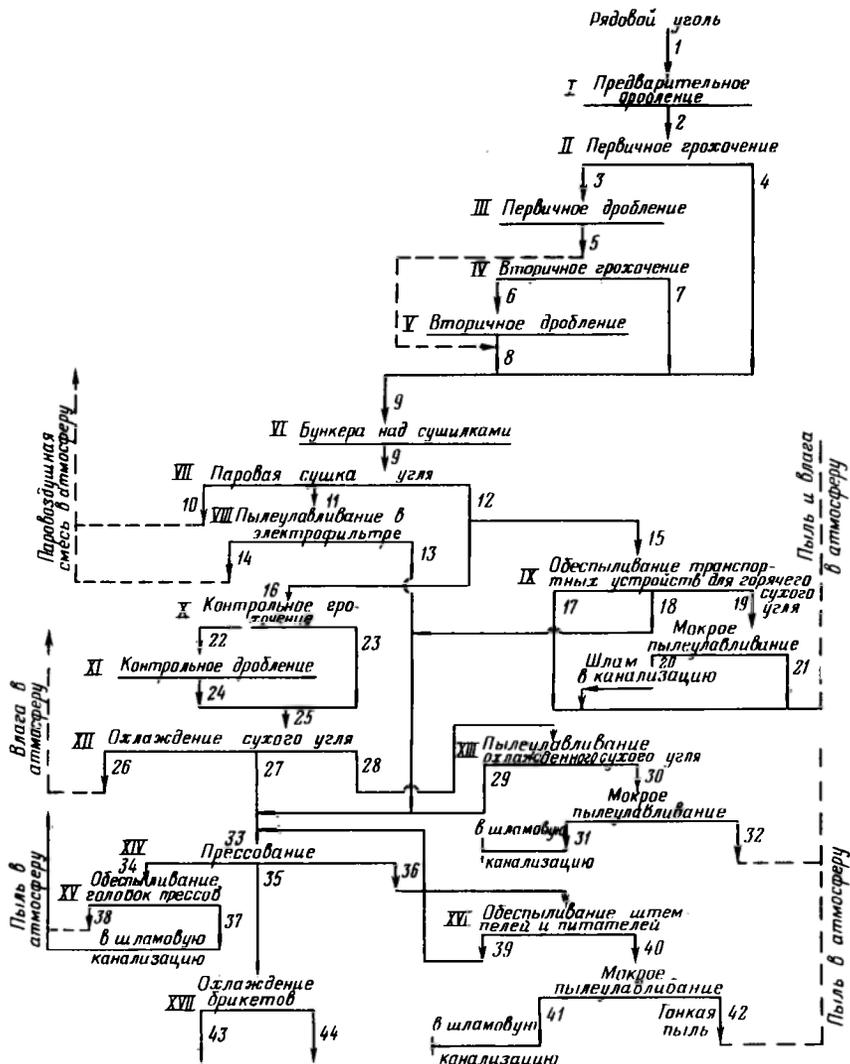 Рядовой уголь
1
I Предварительное
дробление
2
II Первичное грохочение
3
4
III Первичное дробление
5
IV Вторичное грохочение
6
7
V Вторичное дробление
8
9
VI Бункера над сушилками
9
VII Паровая сушка угля
10
11
12
Паровоздушная
смесь в атмосферу
VIII Пылеулавливание в
электрофильтре
13
14
15
Пыль и влага
в атмосферу
IX Обеспыливание транспор-
тных устройств для горячего
сухого
угля
16
17
18
19
X Контрольное гро-
хочение
22
23
Мокрое
пылеулавливание
20
21
Шлам
в канализацию
XI Контрольное дробление
24
25
Влага в
атмосферу
XII Охлаждение сухого угля
26
27
28
XIII Пылеулавливание
охлажденного сухого угля
29
30
Мокрое
пылеулавливание
в шламовую
канализацию
31
32
33
XIV Прессование
34
35
36
Пыль в
атмосферу
XV Обеспыливание
головок прессов
37
38
в шламовую
канализацию
XVI Обеспыливание штем
пелей и питателей
39
40
Пыль в атмосферу
XVII Охлаждение
брикетов
43
44
Мокрое
пылеулавливание
41
42
Тонкая
пыль
в шламовую
канализацию